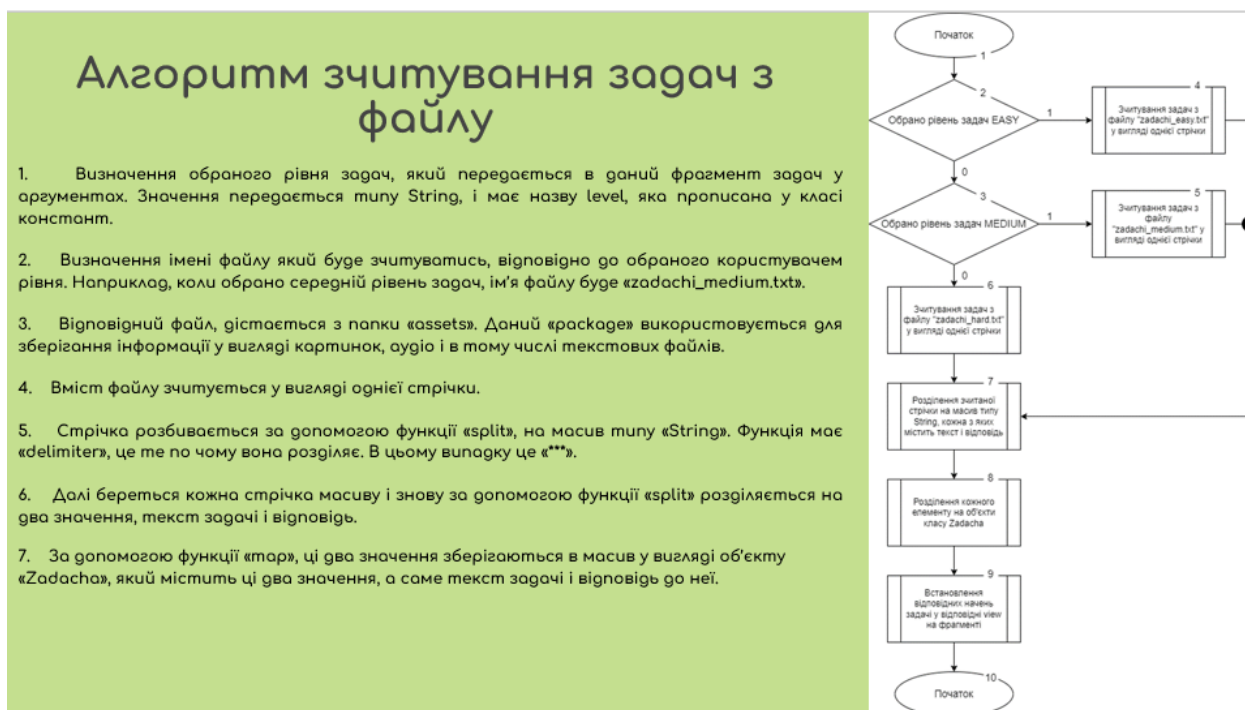 Алгоритм зчитування задач з
файлу
1. Визначення обраного рівня задач, який передається в даний фрагмент задач у
аргументах. Значення передається типу String, і має назву level, яка прописана у класі
констант.
2. Визначення імені файлу який буде зчитуватись, відповідно до обраного користувачем
рівня. Наприклад, коли обрано середній рівень задач, ім'я файлу буде «zadachi_medium.txt».
3. Відповідний файл, дістається з папки «assets». Даний «package» використовується для
зберігання інформації у вигляді картинок, аудіо і в тому числі текстових файлів.
4. Вміст файлу зчитується у вигляді однієї стрічки.
5. Стрічка розбивається за допомогою функції «split», на масив типу «String». Функція має
«delimiter», це те по чому вона розділяє. В цьому випадку це «***».
6. Далі береться кожна стрічка масиву і знову за допомогою функції «split» розділяється на
два значення, текст задачі і відповідь.
7. За допомогою функції «map», ці два значення зберігаються в масив у вигляді об'єкту
«Zadacha», який містить ці два значення, а саме текст задачі і відповідь до неї.
Початок
1
2
Обрано рівень задач EASY
1
0
4
Зчитування задач з
файлу "zadachi_easy.txt"
у вигляді однієї стрічки
3
Обрано рівень задач MEDIUM
1
0
5
Зчитування задач з
файлу
"zadachi_medium.txt" у
вигляді однієї стрічки
6
Зчитування задач з
файлу "zadachi_hard.txt"
у вигляді однієї стрічки
7
Розділення зчитаної
стрічки на масив типу
String, кожна з яких
містить текст і відповідь
8
Розділення кожного
елементу на об'єкти
класу Zadacha
9
Встановлення
відповідних начень
задачі у відповідні view
на фрагменті
10
Початок